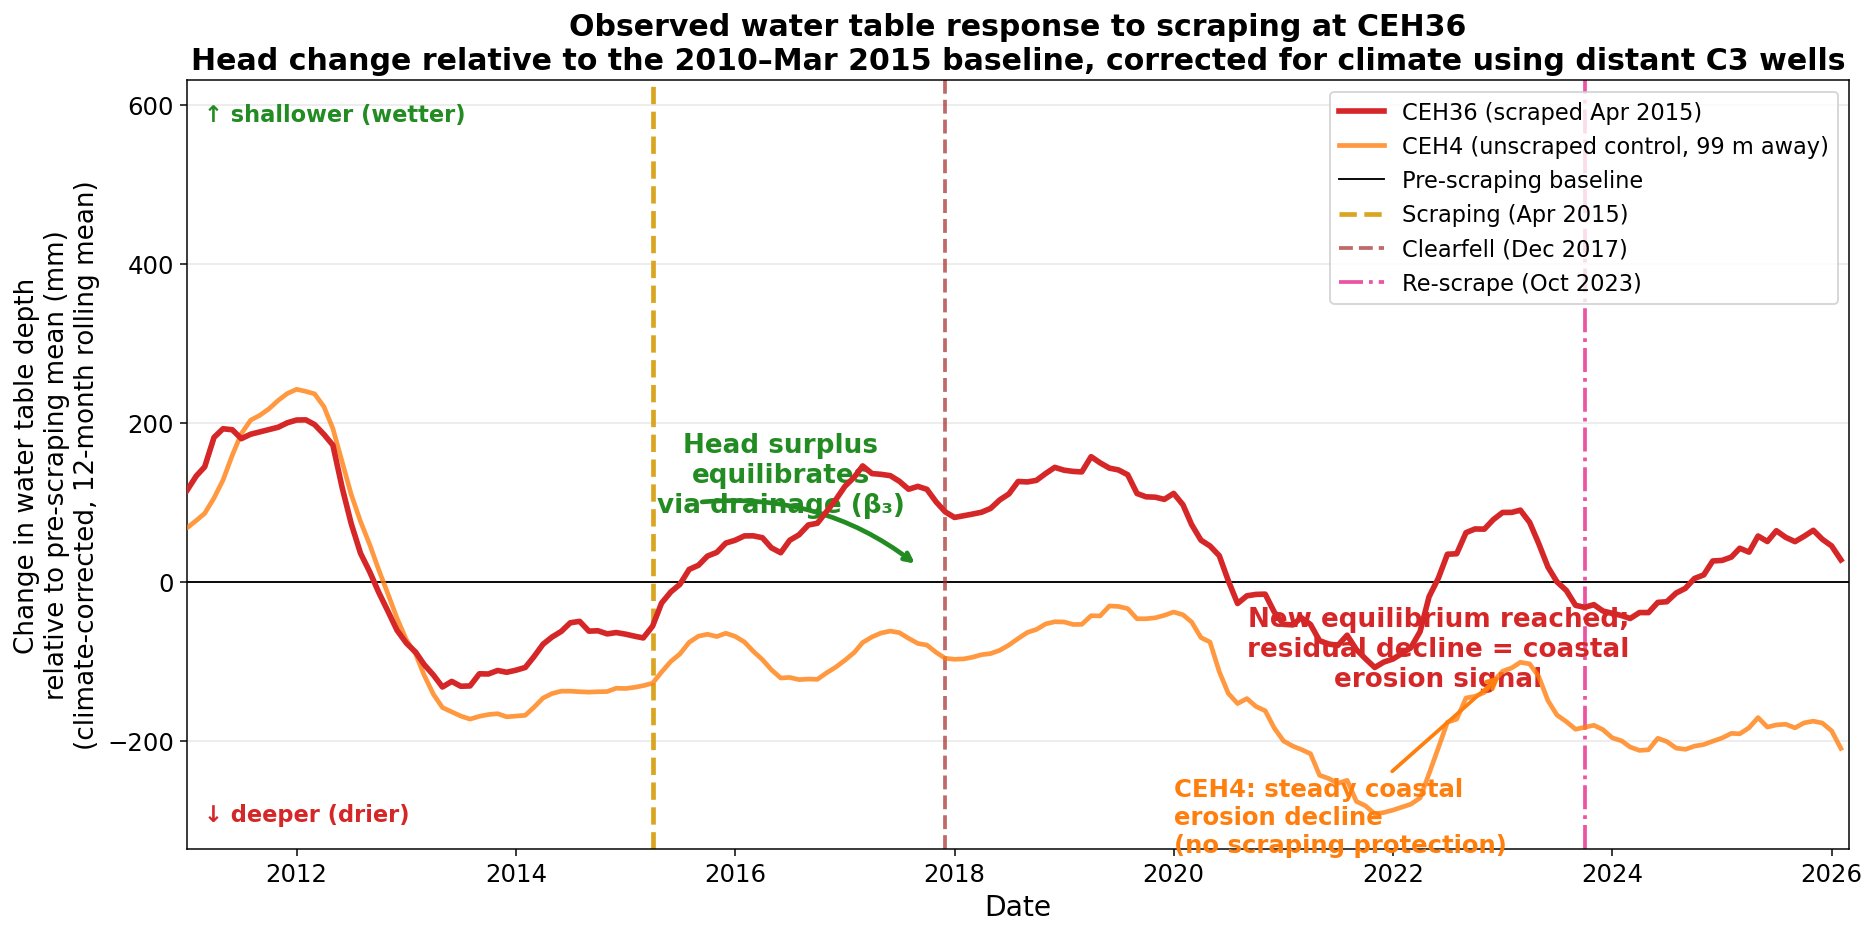 Observed water table response to scraping at CEH36
Head change relative to the 2010–Mar 2015 baseline, corrected for climate using distant C3 wells
Change in water table depth
relative to pre-scraping mean (mm)
(climate-corrected, 12-month rolling mean)
600
400
200
0
−200
↑ shallower (wetter)
↓ deeper (drier)
CEH36 (scraped Apr 2015)
CEH4 (unscraped control, 99 m away)
Pre-scraping baseline
Scraping (Apr 2015)
Clearfell (Dec 2017)
Re-scrape (Oct 2023)
Head surplus
equilibrates
via drainage (β₃)
New equilibrium reached;
residual decline = coastal
erosion signal
CEH4: steady coastal
erosion decline
(no scraping protection)
2012
2014
2016
2018
2020
2022
2024
2026
Date